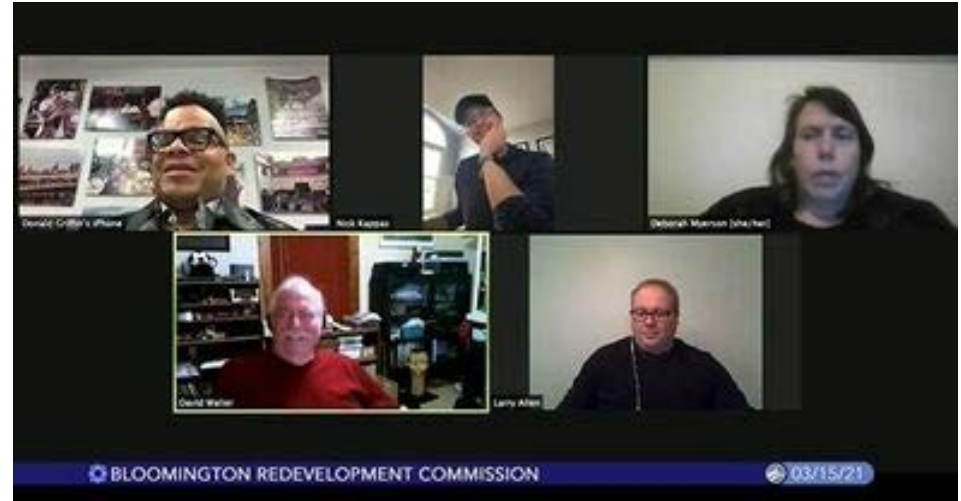 Donald Griffin's iPhone
Nick Kappas
Deborah Myerson (she/her)
David Walter
Larry Allen
BLOOMINGTON REDEVELOPMENT COMMISSION
03/15/21